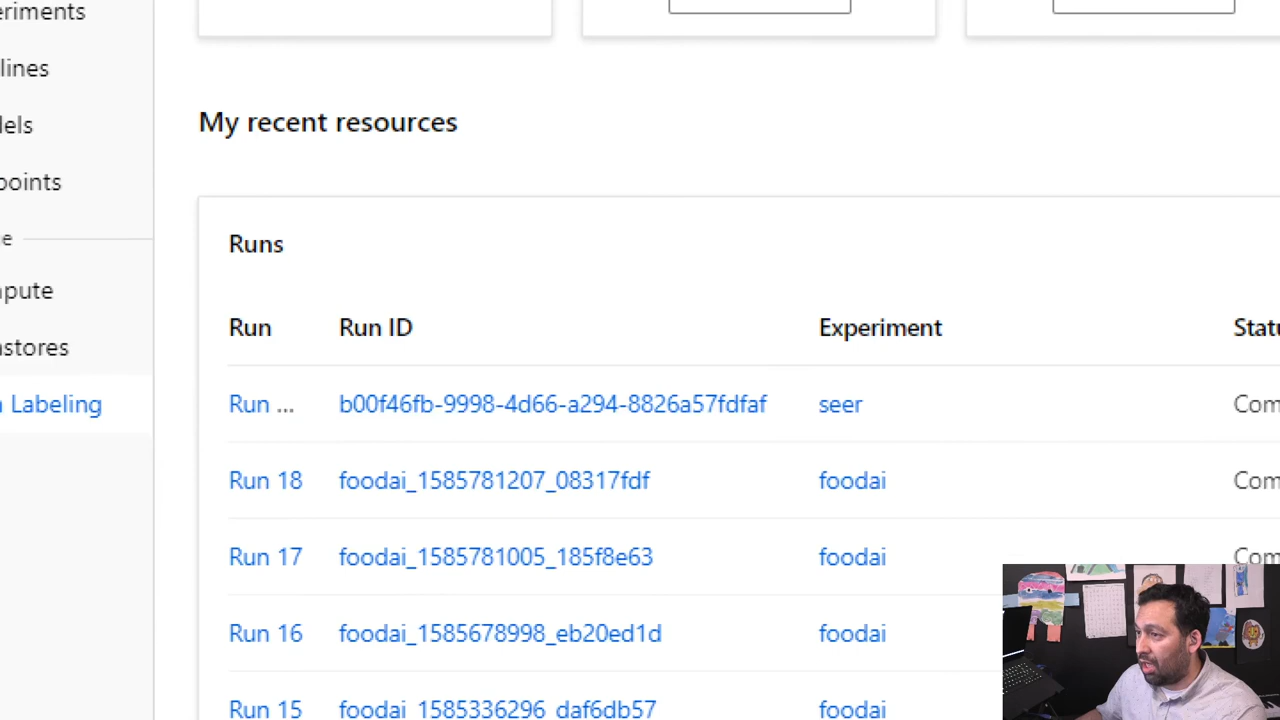 eriments
lines
lels
points
e
npute
astores
Labeling
My recent resources
Runs
Run Run ID Experiment Statu
Run ... b00f46fb-9998-4d66-a294-8826a57fdfaf seer Com
Run 18 foodai_1585781207_08317fdf foodai Com
Run 17 foodai_1585781005_185f8e63 foodai Com
Run 16 foodai_1585678998_eb20ed1d foodai
Run 15 foodai_1585336296_daf6db57 foodai